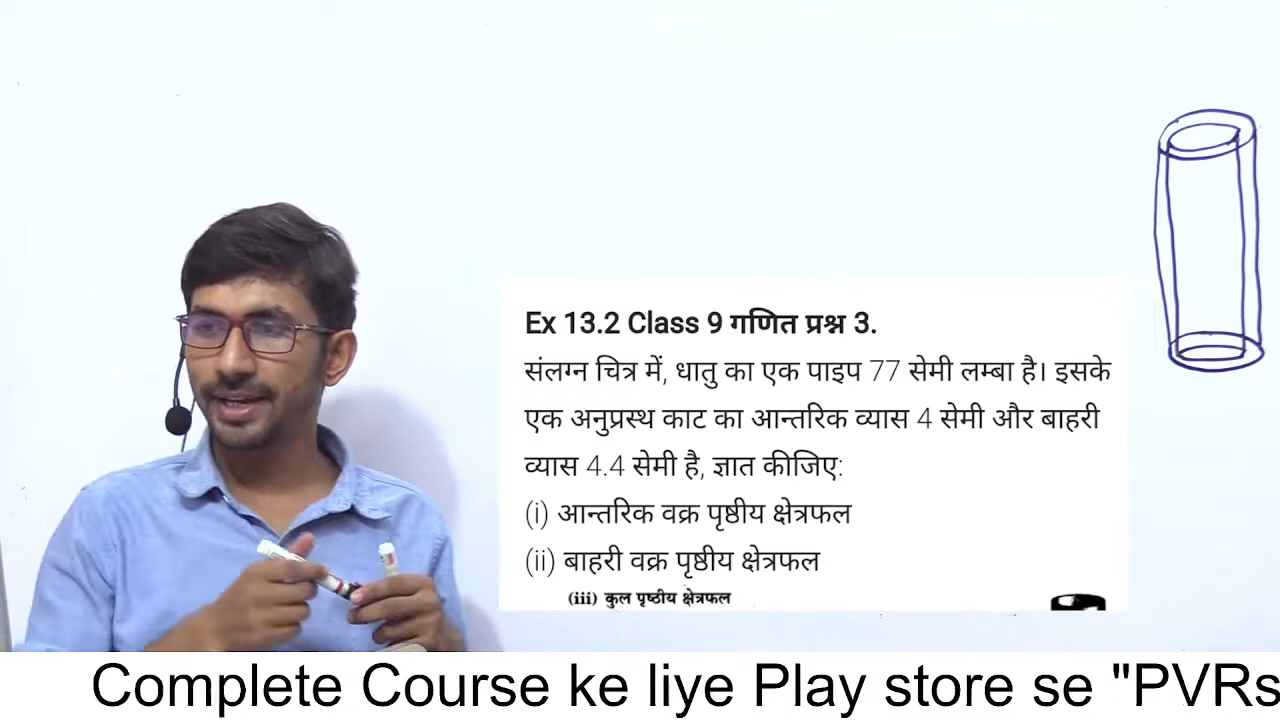 Ex 13.2 Class 9 गणित प्रश्न 3.
संलग्न चित्र में, धातु का एक पाइप 77 सेमी लम्बा है। इसके
एक अनुप्रस्थ काट का आन्तरिक व्यास 4 सेमी और बाहरी
व्यास 4.4 सेमी है, ज्ञात कीजिए:
(i) आन्तरिक वक्र पृष्ठीय क्षेत्रफल
(ii) बाहरी वक्र पृष्ठीय क्षेत्रफल
(iii) कुल पृष्ठीय क्षेत्रफल
Complete Course ke liye Play store se "PVRs